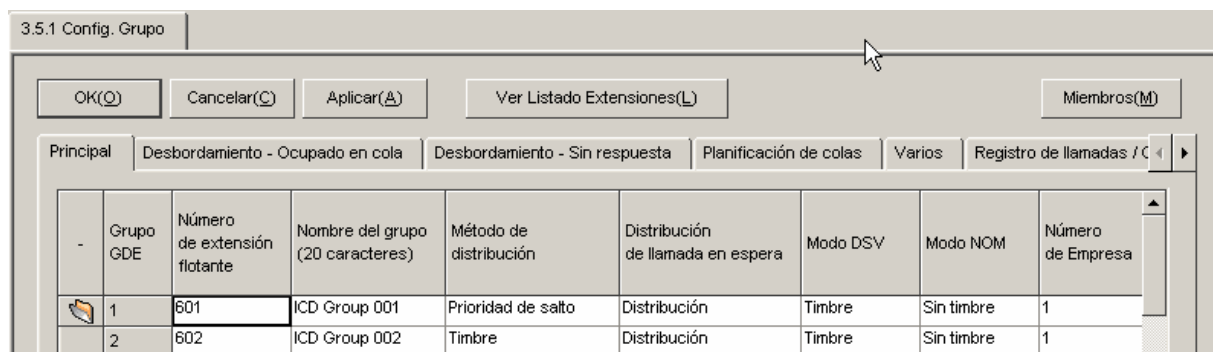 3.5.1 Config. Grupo
OK(O) Cancelar(C) Aplicar(A) Ver Listado Extensiones(L) Miembros(M)
Principal Desbordamiento - Ocupado en cola Desbordamiento - Sin respuesta Planificación de colas Varios Registro de llamadas /
- Grupo GDE Número de extensión flotante Nombre del grupo (20 caracteres) Método de distribución Distribución de llamada en espera Modo DSV Modo NOM Número de Empresa
1 601 ICD Group 001 Prioridad de salto Distribución Timbre Sin timbre 1
2 602 ICD Group 002 Timbre Distribución Timbre Sin timbre 1